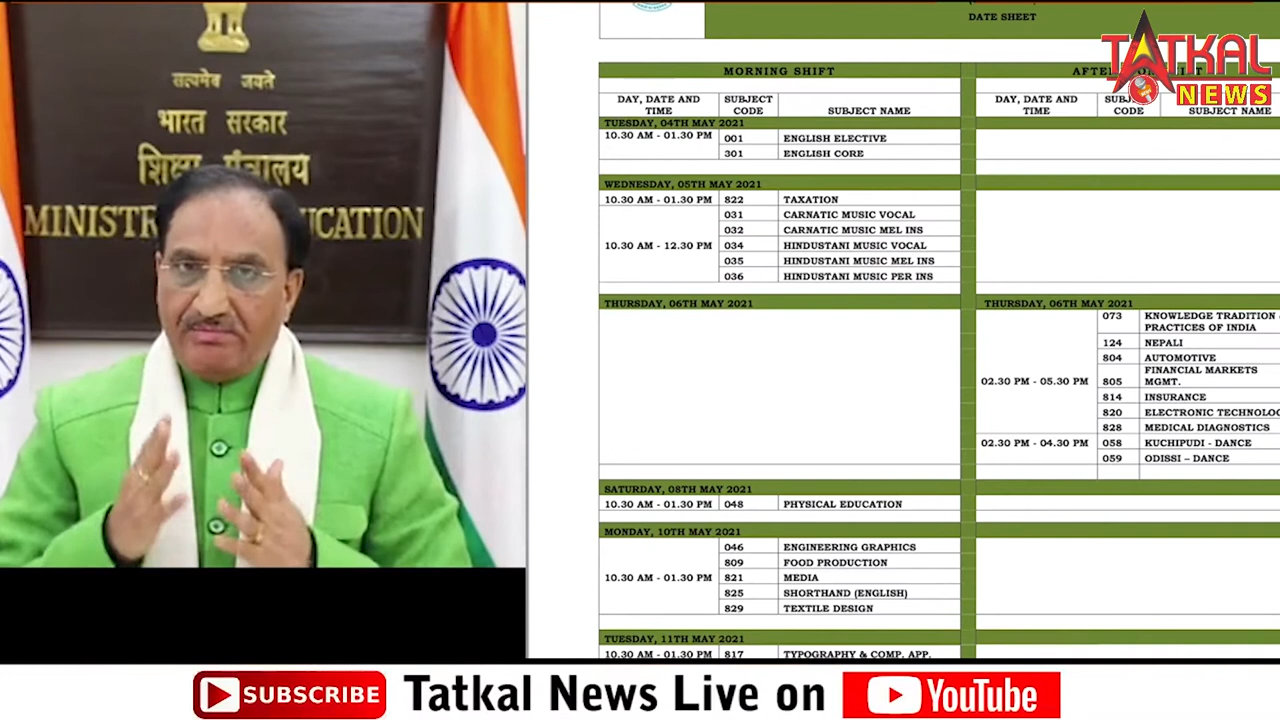 सत्यमेव जयते
भारत सरकार
शिक्षा मंत्रालय
MINISTR
UCATION
DATE SHEET
TATKAL
NEWS
MORNING SHIFT
DAY, DATE AND TIME SUBJECT CODE SUBJECT NAME
TUESDAY, 04TH MAY 2021
10.30 AM - 01.30 PM 001 ENGLISH ELECTIVE
301 ENGLISH CORE
WEDNESDAY, 05TH MAY 2021
10.30 AM - 01.30 PM 822 TAXATION
031 CARNATIC MUSIC VOCAL
032 CARNATIC MUSIC MEL INS
10.30 AM - 12.30 PM 034 HINDUSTANI MUSIC VOCAL
035 HINDUSTANI MUSIC MEL INS
036 HINDUSTANI MUSIC PER INS
THURSDAY, 06TH MAY 2021
SATURDAY, 08TH MAY 2021
10.30 AM - 01.30 PM 048 PHYSICAL EDUCATION
MONDAY, 10TH MAY 2021
046 ENGINEERING GRAPHICS
809 FOOD PRODUCTION
10.30 AM - 01.30 PM 821 MEDIA
825 SHORTHAND (ENGLISH)
829 TEXTILE DESIGN
TUESDAY, 11TH MAY 2021
10.30 AM - 01.30 PM 817 TYPOGRAPHY & COMP. APP.
DAY, DATE AND TIME CODE SUBJECT NAME
THURSDAY, 06TH MAY 2021
073 KNOWLEDGE TRADITION
PRACTICES OF INDIA
124 NEPALI
804 AUTOMOTIVE
FINANCIAL MARKETS
02.30 PM - 05.30 PM 805 MGMT.
814 INSURANCE
820 ELECTRONIC TECHNOLO
828 MEDICAL DIAGNOSTICS
02.30 PM - 04.30 PM 058 KUCHIPUDI - DANCE
059 ODISSI – DANCE
SUBSCRIBE Tatkal News Live on YouTube